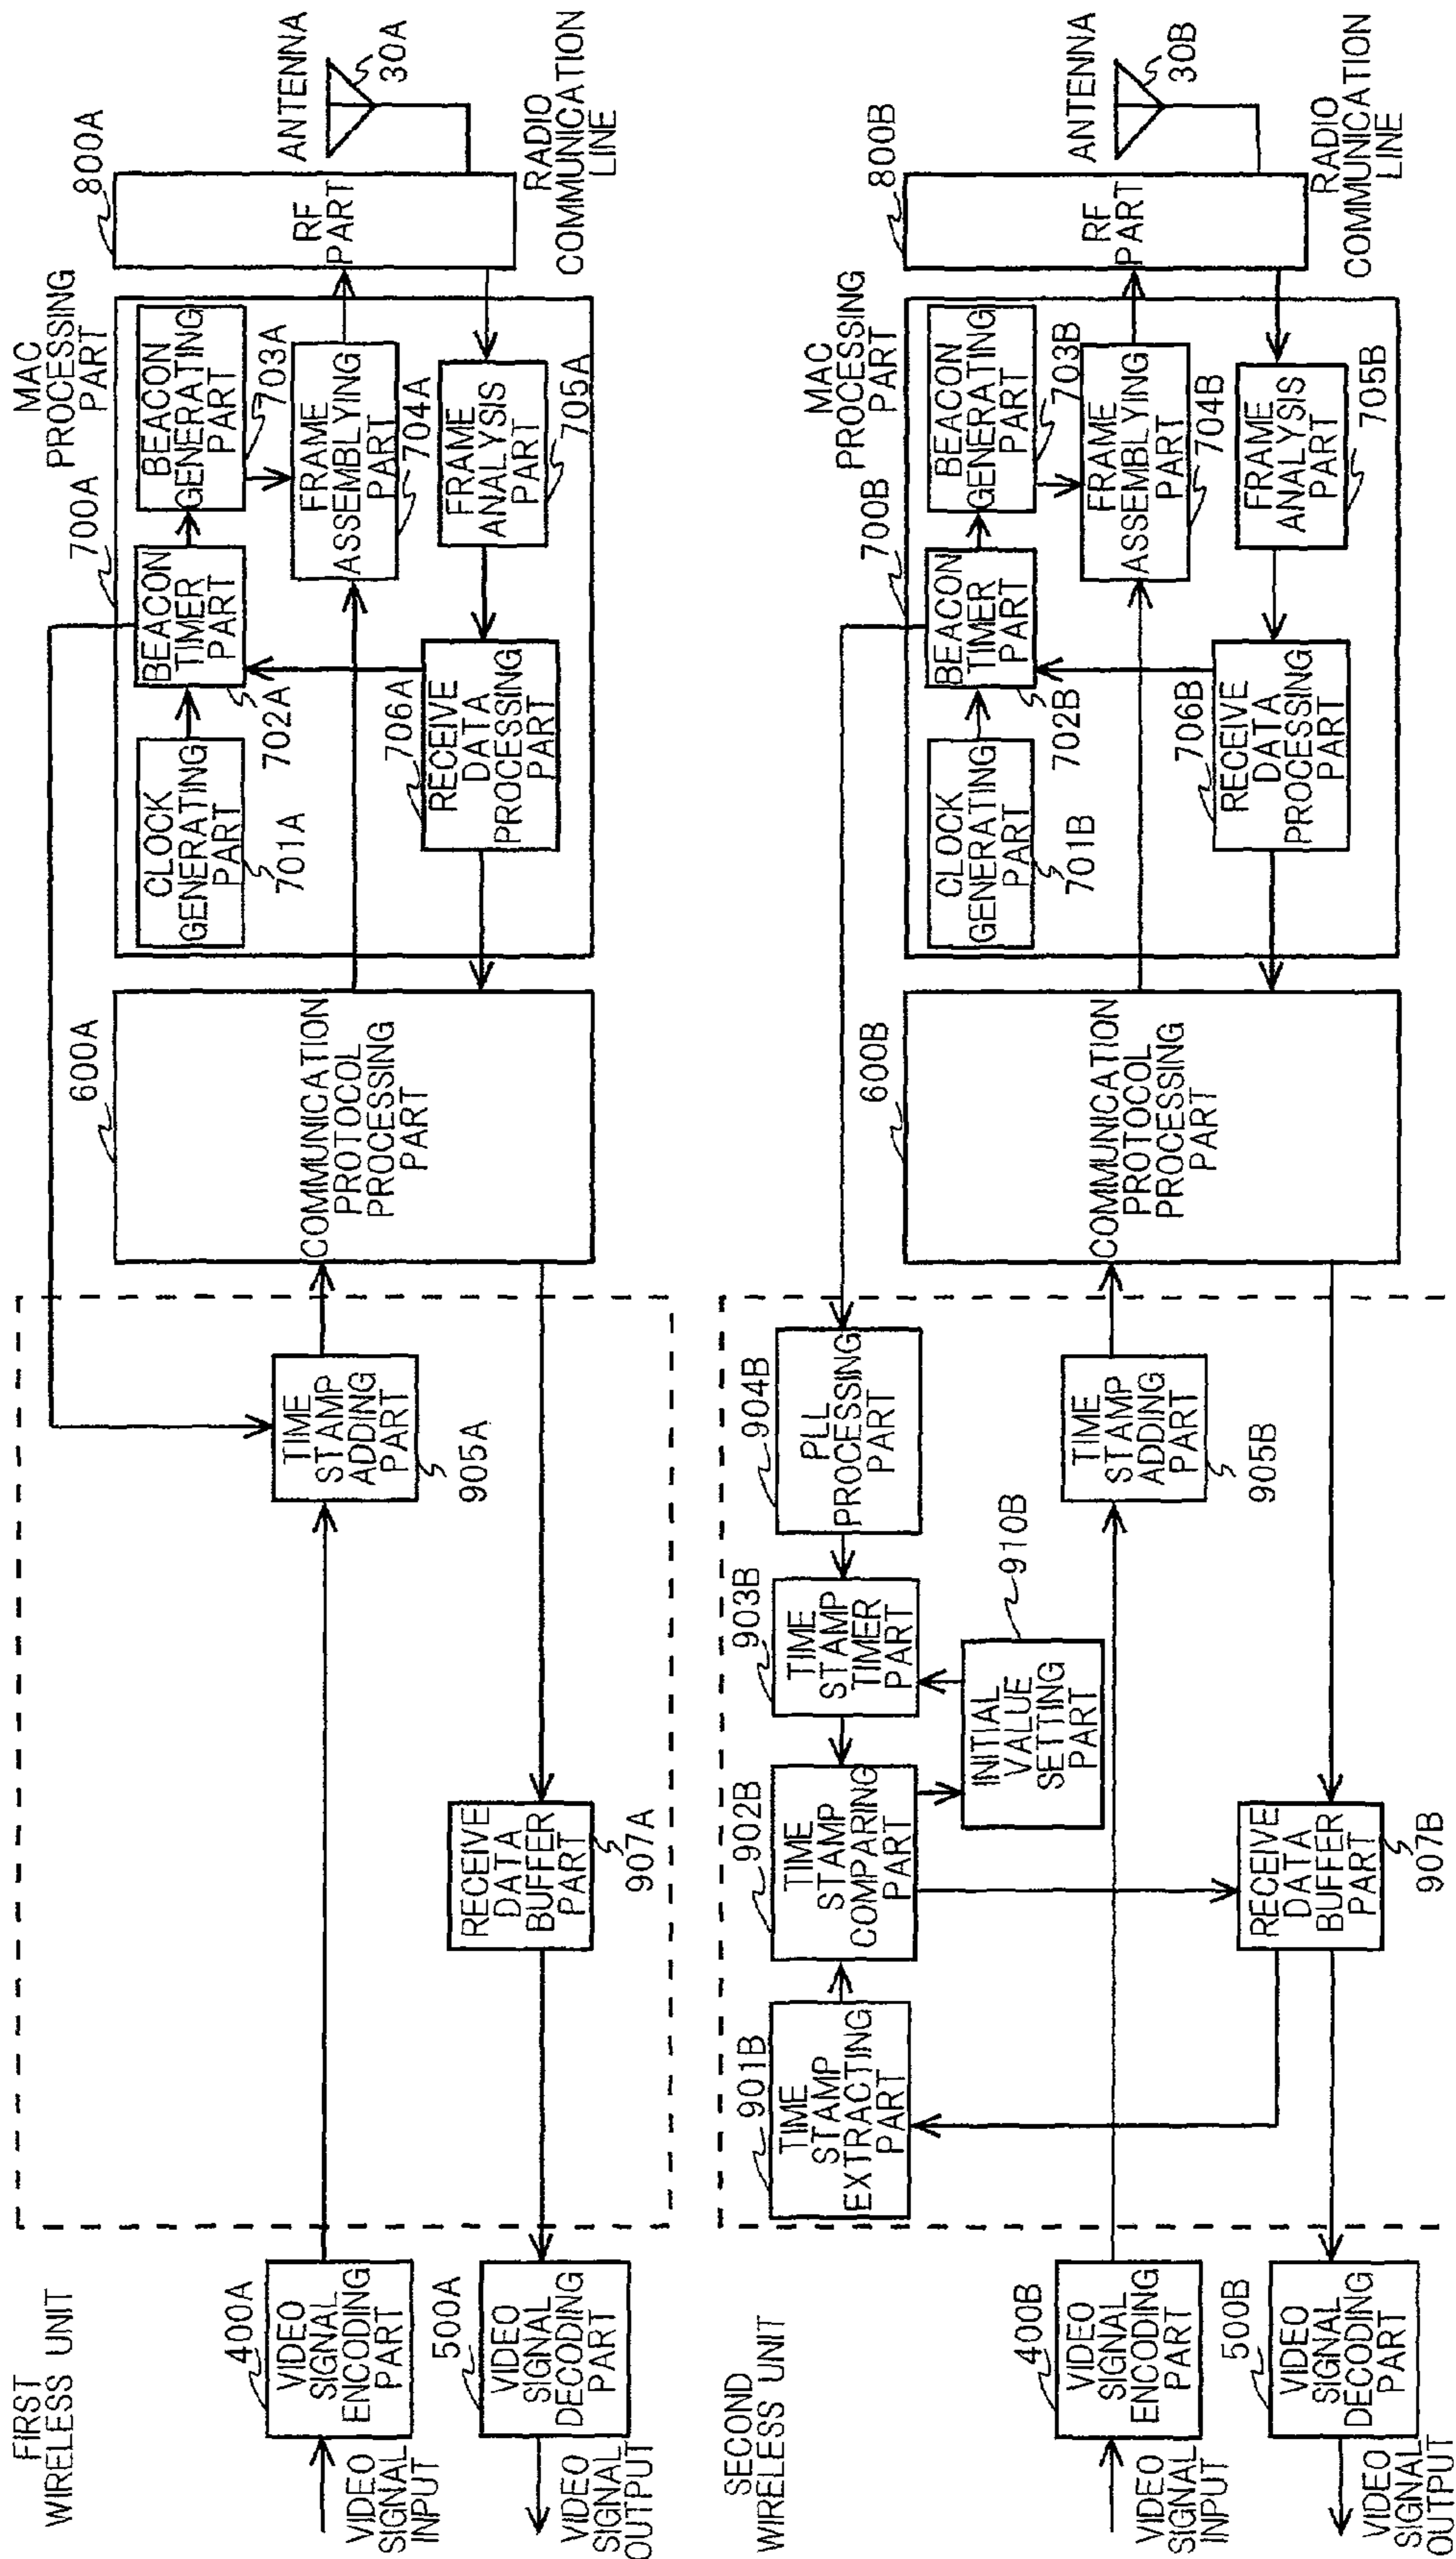 FIRST
WIRELESS UNIT
400A
VIDEO
SIGNAL
ENCODING
PART
VIDEO
SIGNAL
INPUT
500A
VIDEO
SIGNAL
DECODING
PART
VIDEO
SIGNAL
OUTPUT
TIME
STAMP
ADDING
PART
905A
RECEIVE
DATA
BUFFER
PART
907A
600A
COMMUNICATION
PROTOCOL
PROCESSING
PART
700A
MAC
PROCESSING
PART
CLOCK
GENERATING
PART
701A
BEACON
TIMER
PART
702A
BEACON
GENERATING
PART
703A
FRAME
ASSEMBLYING
PART
704A
FRAME
ANALYSIS
PART
705A
706A
RECEIVE
DATA
PROCESSING
PART
800A
RF
PART
ANTENNA
30A
RADIO
COMMUNICATION
LINE
SECOND
WIRELESS UNIT
400B
VIDEO
SIGNAL
ENCODING
PART
VIDEO
SIGNAL
INPUT
500B
VIDEO
SIGNAL
DECODING
PART
VIDEO
SIGNAL
OUTPUT
901B
TIME
STAMP
EXTRACTING
PART
902B
TIME
STAMP
COMPARING
PART
903B
TIME
STAMP
TIMER
PART
904B
PLL
PROCESSING
PART
910B
INITIAL
VALUE
SETTING
PART
TIME
STAMP
ADDING
PART
905B
RECEIVE
DATA
BUFFER
PART
907B
600B
COMMUNICATION
PROTOCOL
PROCESSING
PART
700B
MAC
PROCESSING
PART
CLOCK
GENERATING
PART
701B
BEACON
TIMER
PART
702B
BEACON
GENERATING
PART
703B
FRAME
ASSEMBLYING
PART
704B
FRAME
ANALYSIS
PART
705B
706B
RECEIVE
DATA
PROCESSING
PART
800B
RF
PART
ANTENNA
30B
RADIO
COMMUNICATION
LINE